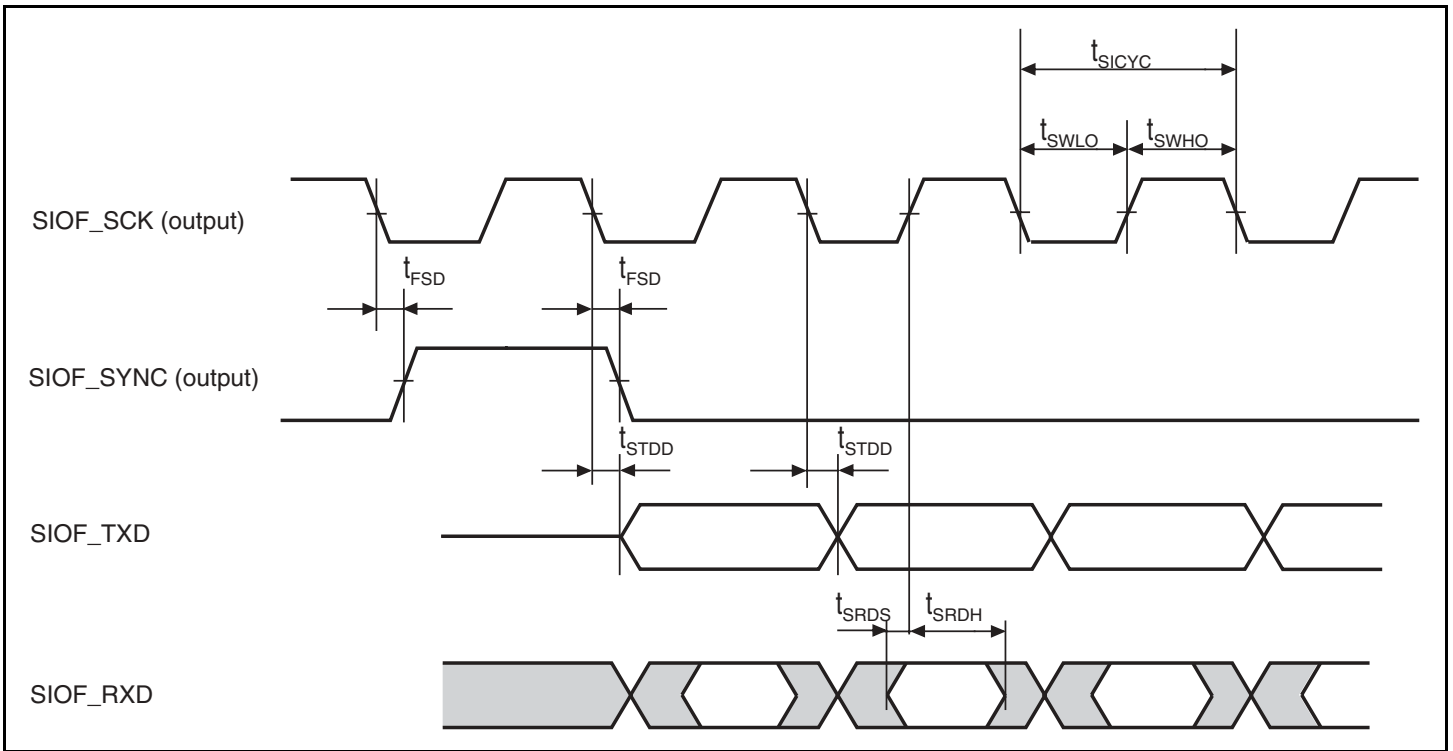 tSICYC
tSWLO tSWHO
SIOF_SCK (output)
tFSD tFSD
SIOF_SYNC (output)
tSTDD tSTDD
SIOF_TXD
tSRDS tSRDH
SIOF_RXD